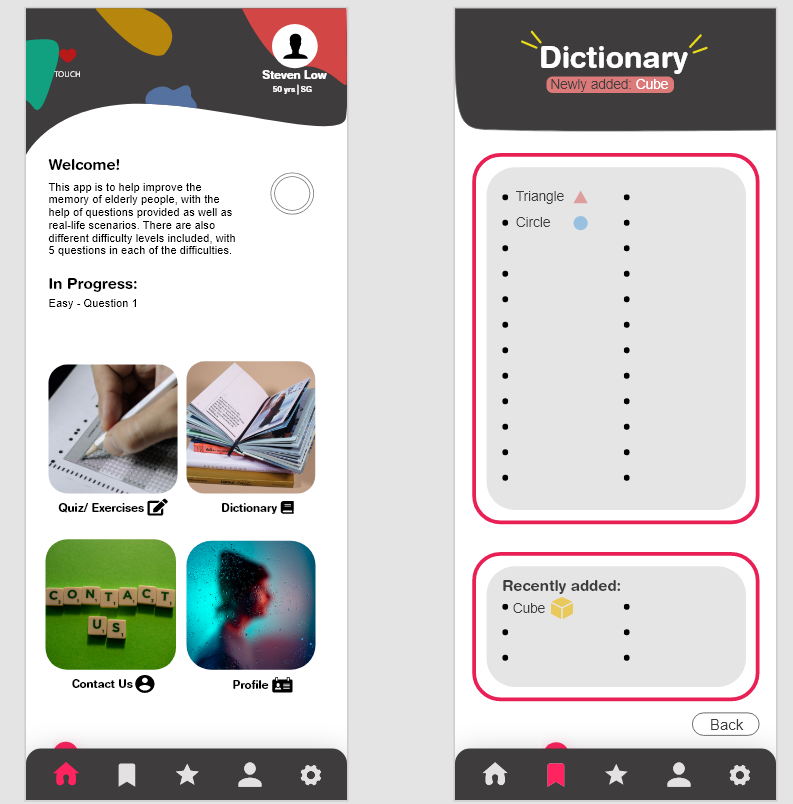 TOUCH
Steven Low
50 yrs | SG
Welcome!
This app is to help improve the
memory of elderly people, with the
help of questions provided as well as
real-life scenarios. There are also
different difficulty levels included, with
5 questions in each of the difficulties.
In Progress:
Easy - Question 1
Quiz/ Exercises
Dictionary
CONTACT
US
Contact Us
Profile
Dictionary
Newly added: Cube
Triangle
Circle
Recently added:
Cube
Back